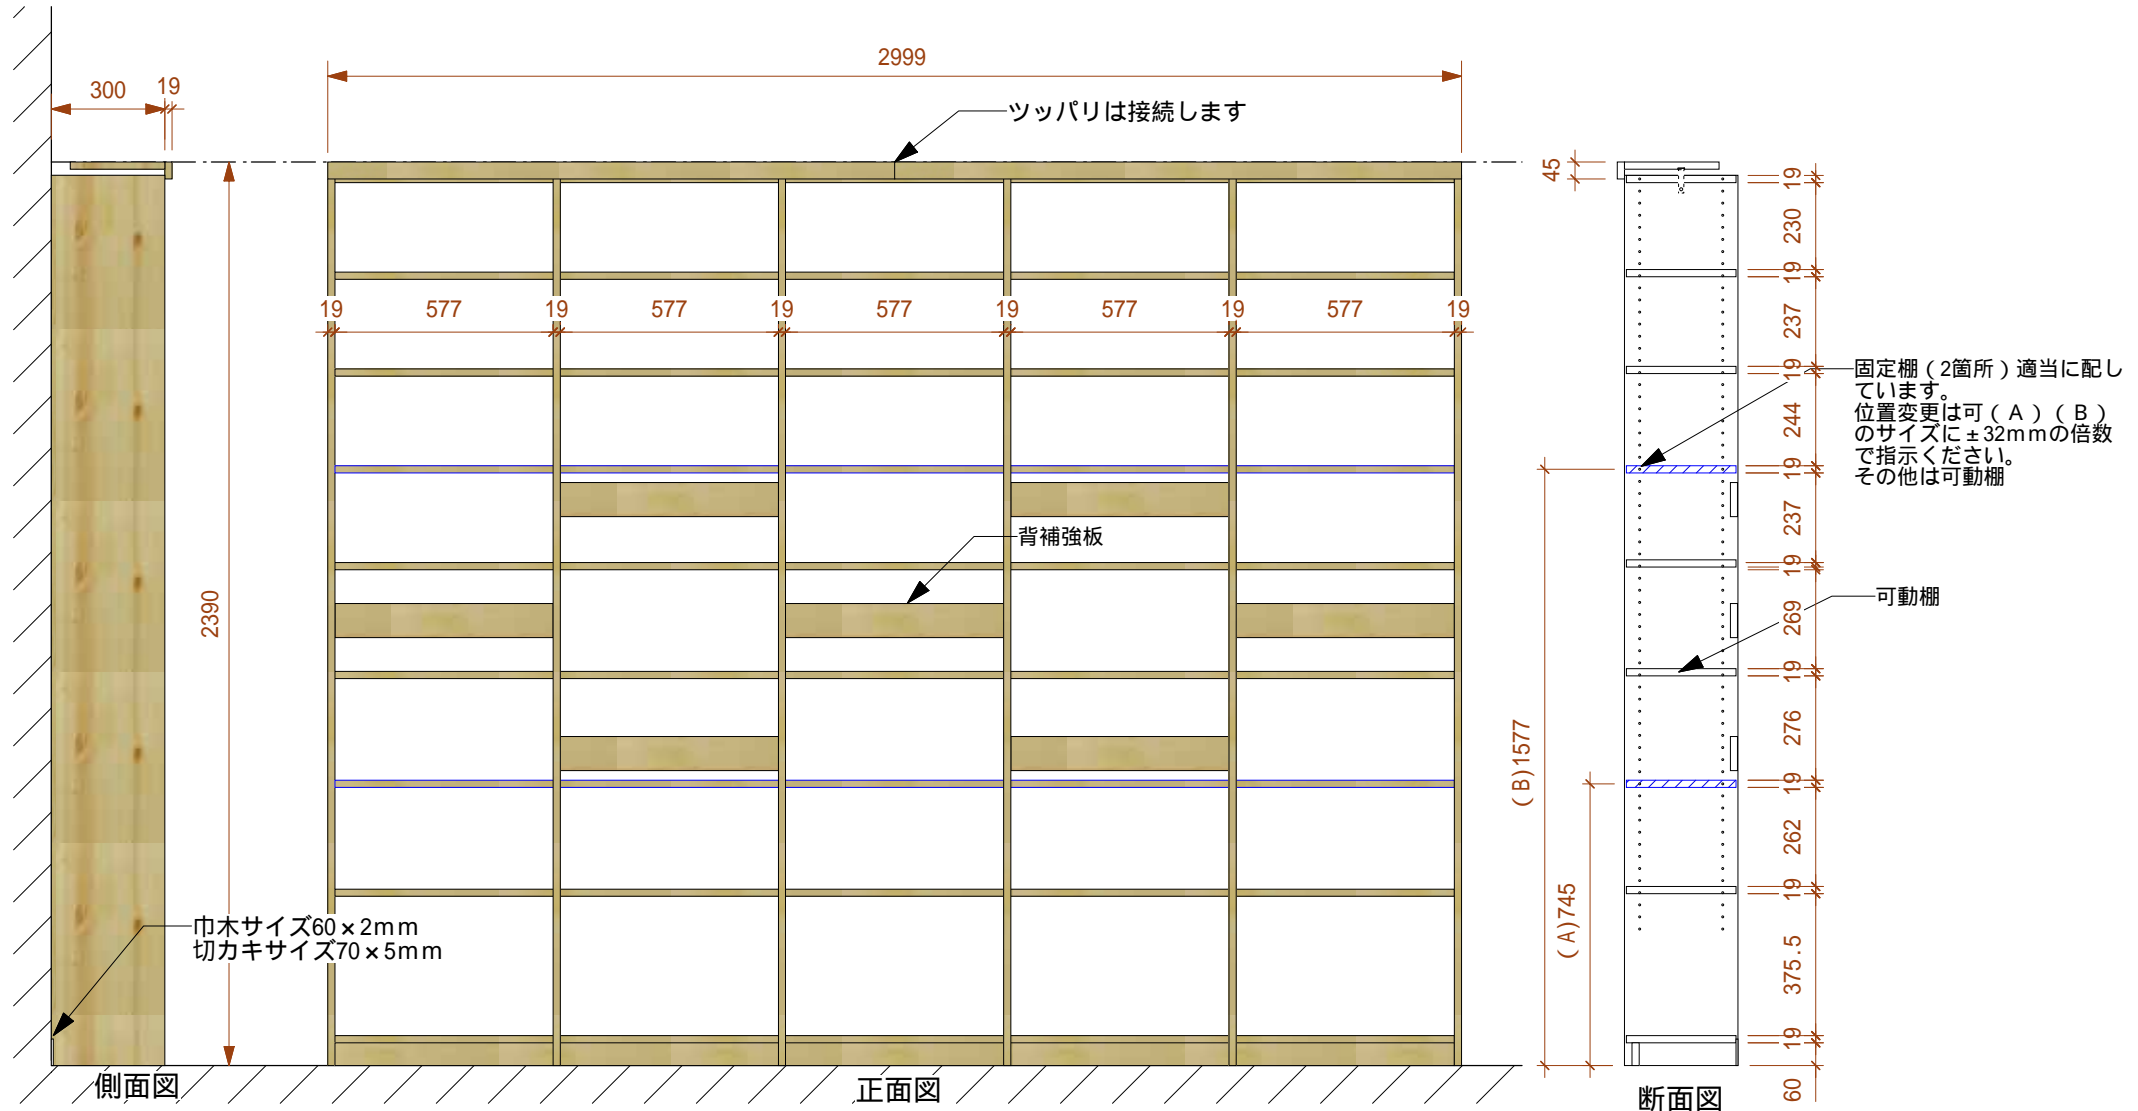 2999
300
19
ツッパリは接続します
45
19
230
19
19
577
19
577
19
577
19
577
19
577
19
237
19
固定棚(2箇所)適当に配し
ています。
位置変更は可(A)(B)
のサイズに±32mmの倍数
で指示ください。
その他は可動棚
244
19
237
背補強板
19
可動棚
269
2390
19
276
(B)1577
19
262
(A)745
19
巾木サイズ60×2mm
切カキサイズ70×5mm
375.5
19
60
側面図
正面図
断面図